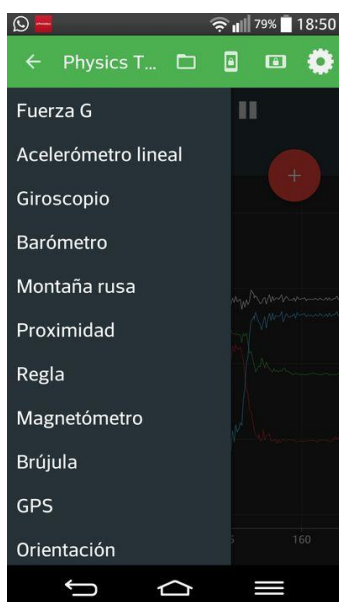 79% 18:50
Physics T...
Fuerza G
Acelerómetro lineal
Giroscopio
Barómetro
Montaña rusa
Proximidad
Regla
Magnetómetro
Brújula
GPS
Orientación
160